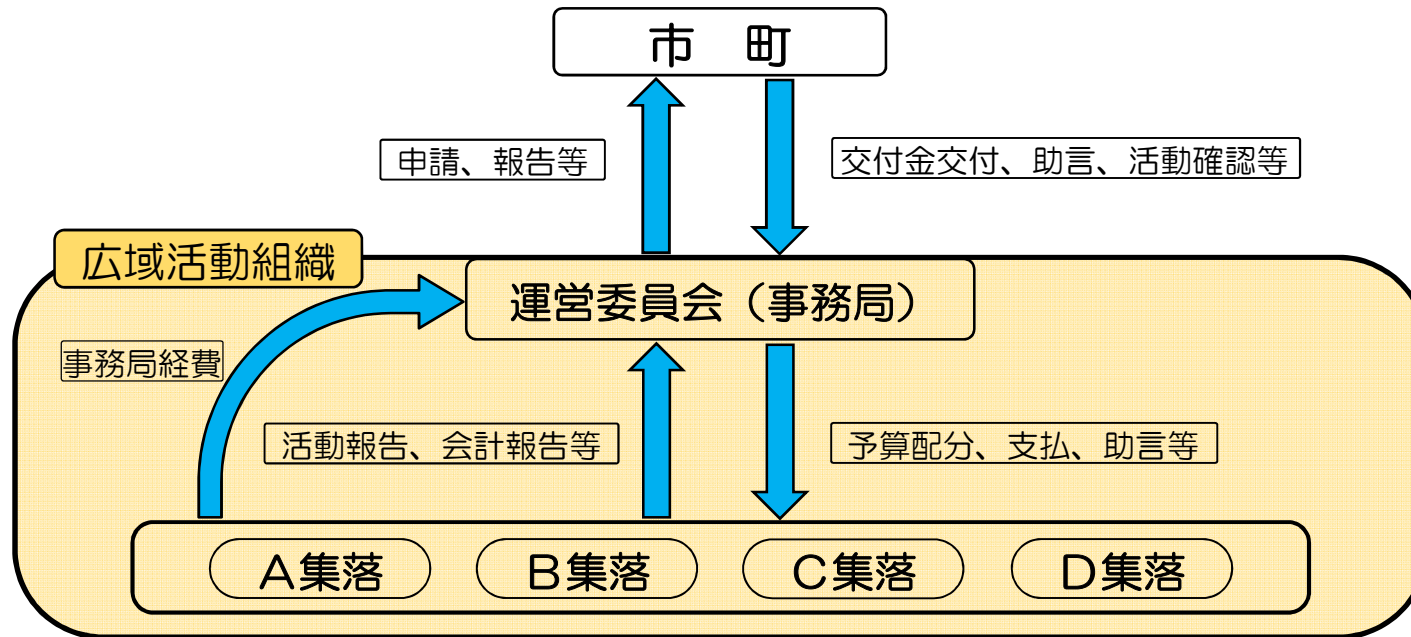 市　町
申請、報告等
交付金交付、助言、活動確認等
広域活動組織
運営委員会（事務局）
事務局経費
活動報告、会計報告等
予算配分、支払、助言等
Ａ集落
Ｂ集落
Ｃ集落
Ｄ集落